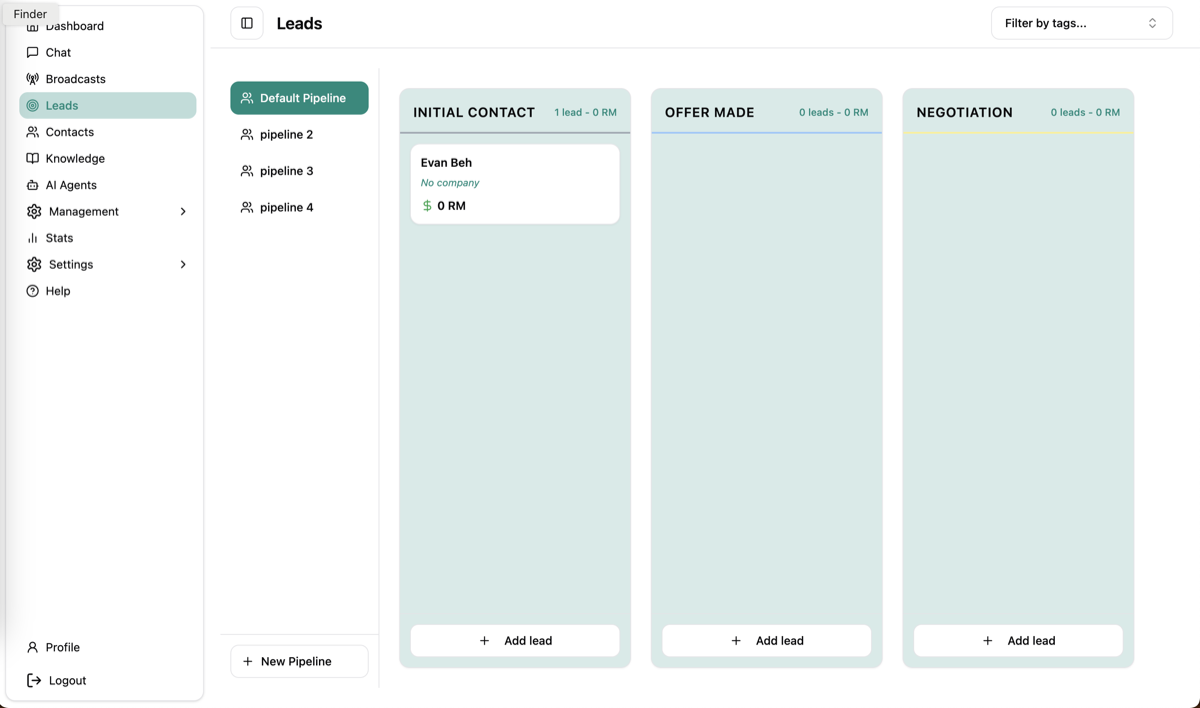 Finder
Dashboard
Chat
Broadcasts
Leads
Contacts
Knowledge
AI Agents
Management
Stats
Settings
Help
Profile
Logout
Leads
Filter by tags...
Default Pipeline
pipeline 2
pipeline 3
pipeline 4
+ New Pipeline
INITIAL CONTACT 1 lead - 0 RM
Evan Beh
No company
$ 0 RM
+ Add lead
OFFER MADE 0 leads - 0 RM
+ Add lead
NEGOTIATION 0 leads - 0 RM
+ Add lead